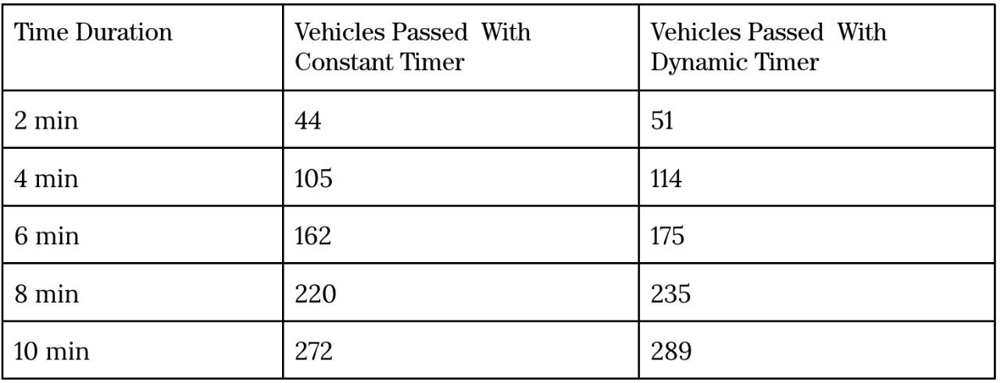 Time Duration
Vehicles Passed With
Constant Timer
Vehicles Passed With
Dynamic Timer
2 min
44
51
4 min
105
114
6 min
162
175
8 min
220
235
10 min
272
289